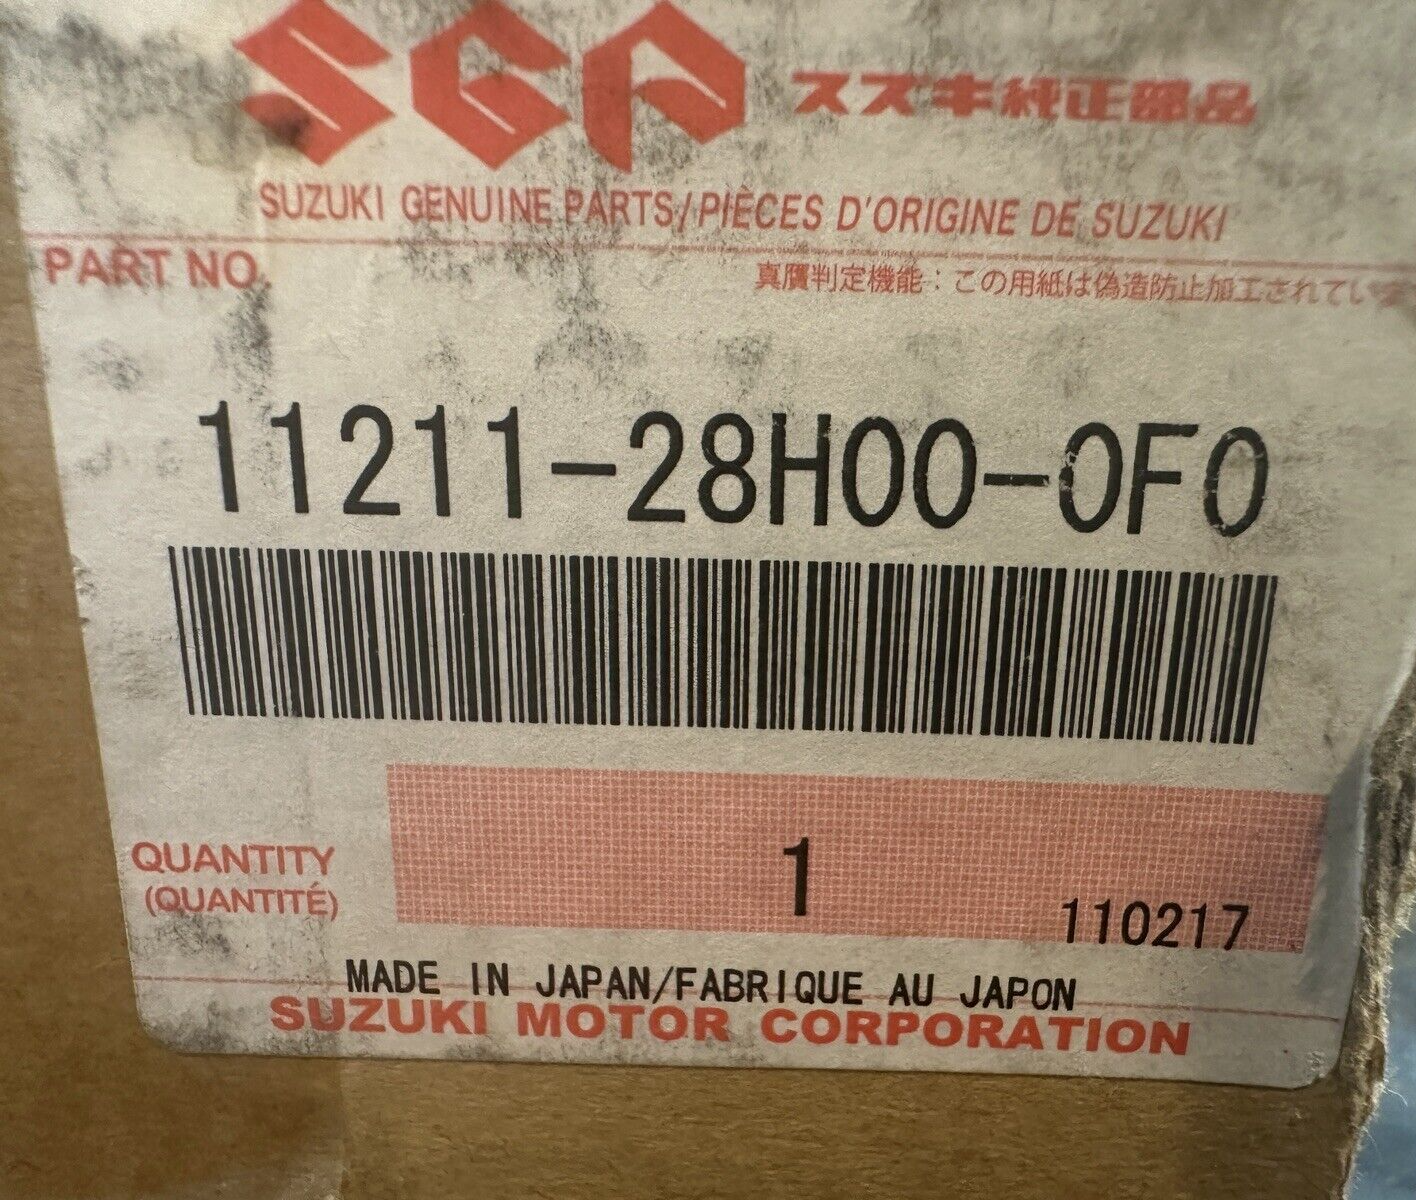 SGP スズキ純正部品
SUZUKI GENUINE PARTS/PIÈCES D'ORIGINE DE SUZUKI
PART NO.
真贋判定機能：この用紙は偽造防止加工されていま
11211-28H00-0F0
1
QUANTITY
(QUANTITÉ)
110217
MADE IN JAPAN/FABRIQUE AU JAPON
SUZUKI MOTOR CORPORATION